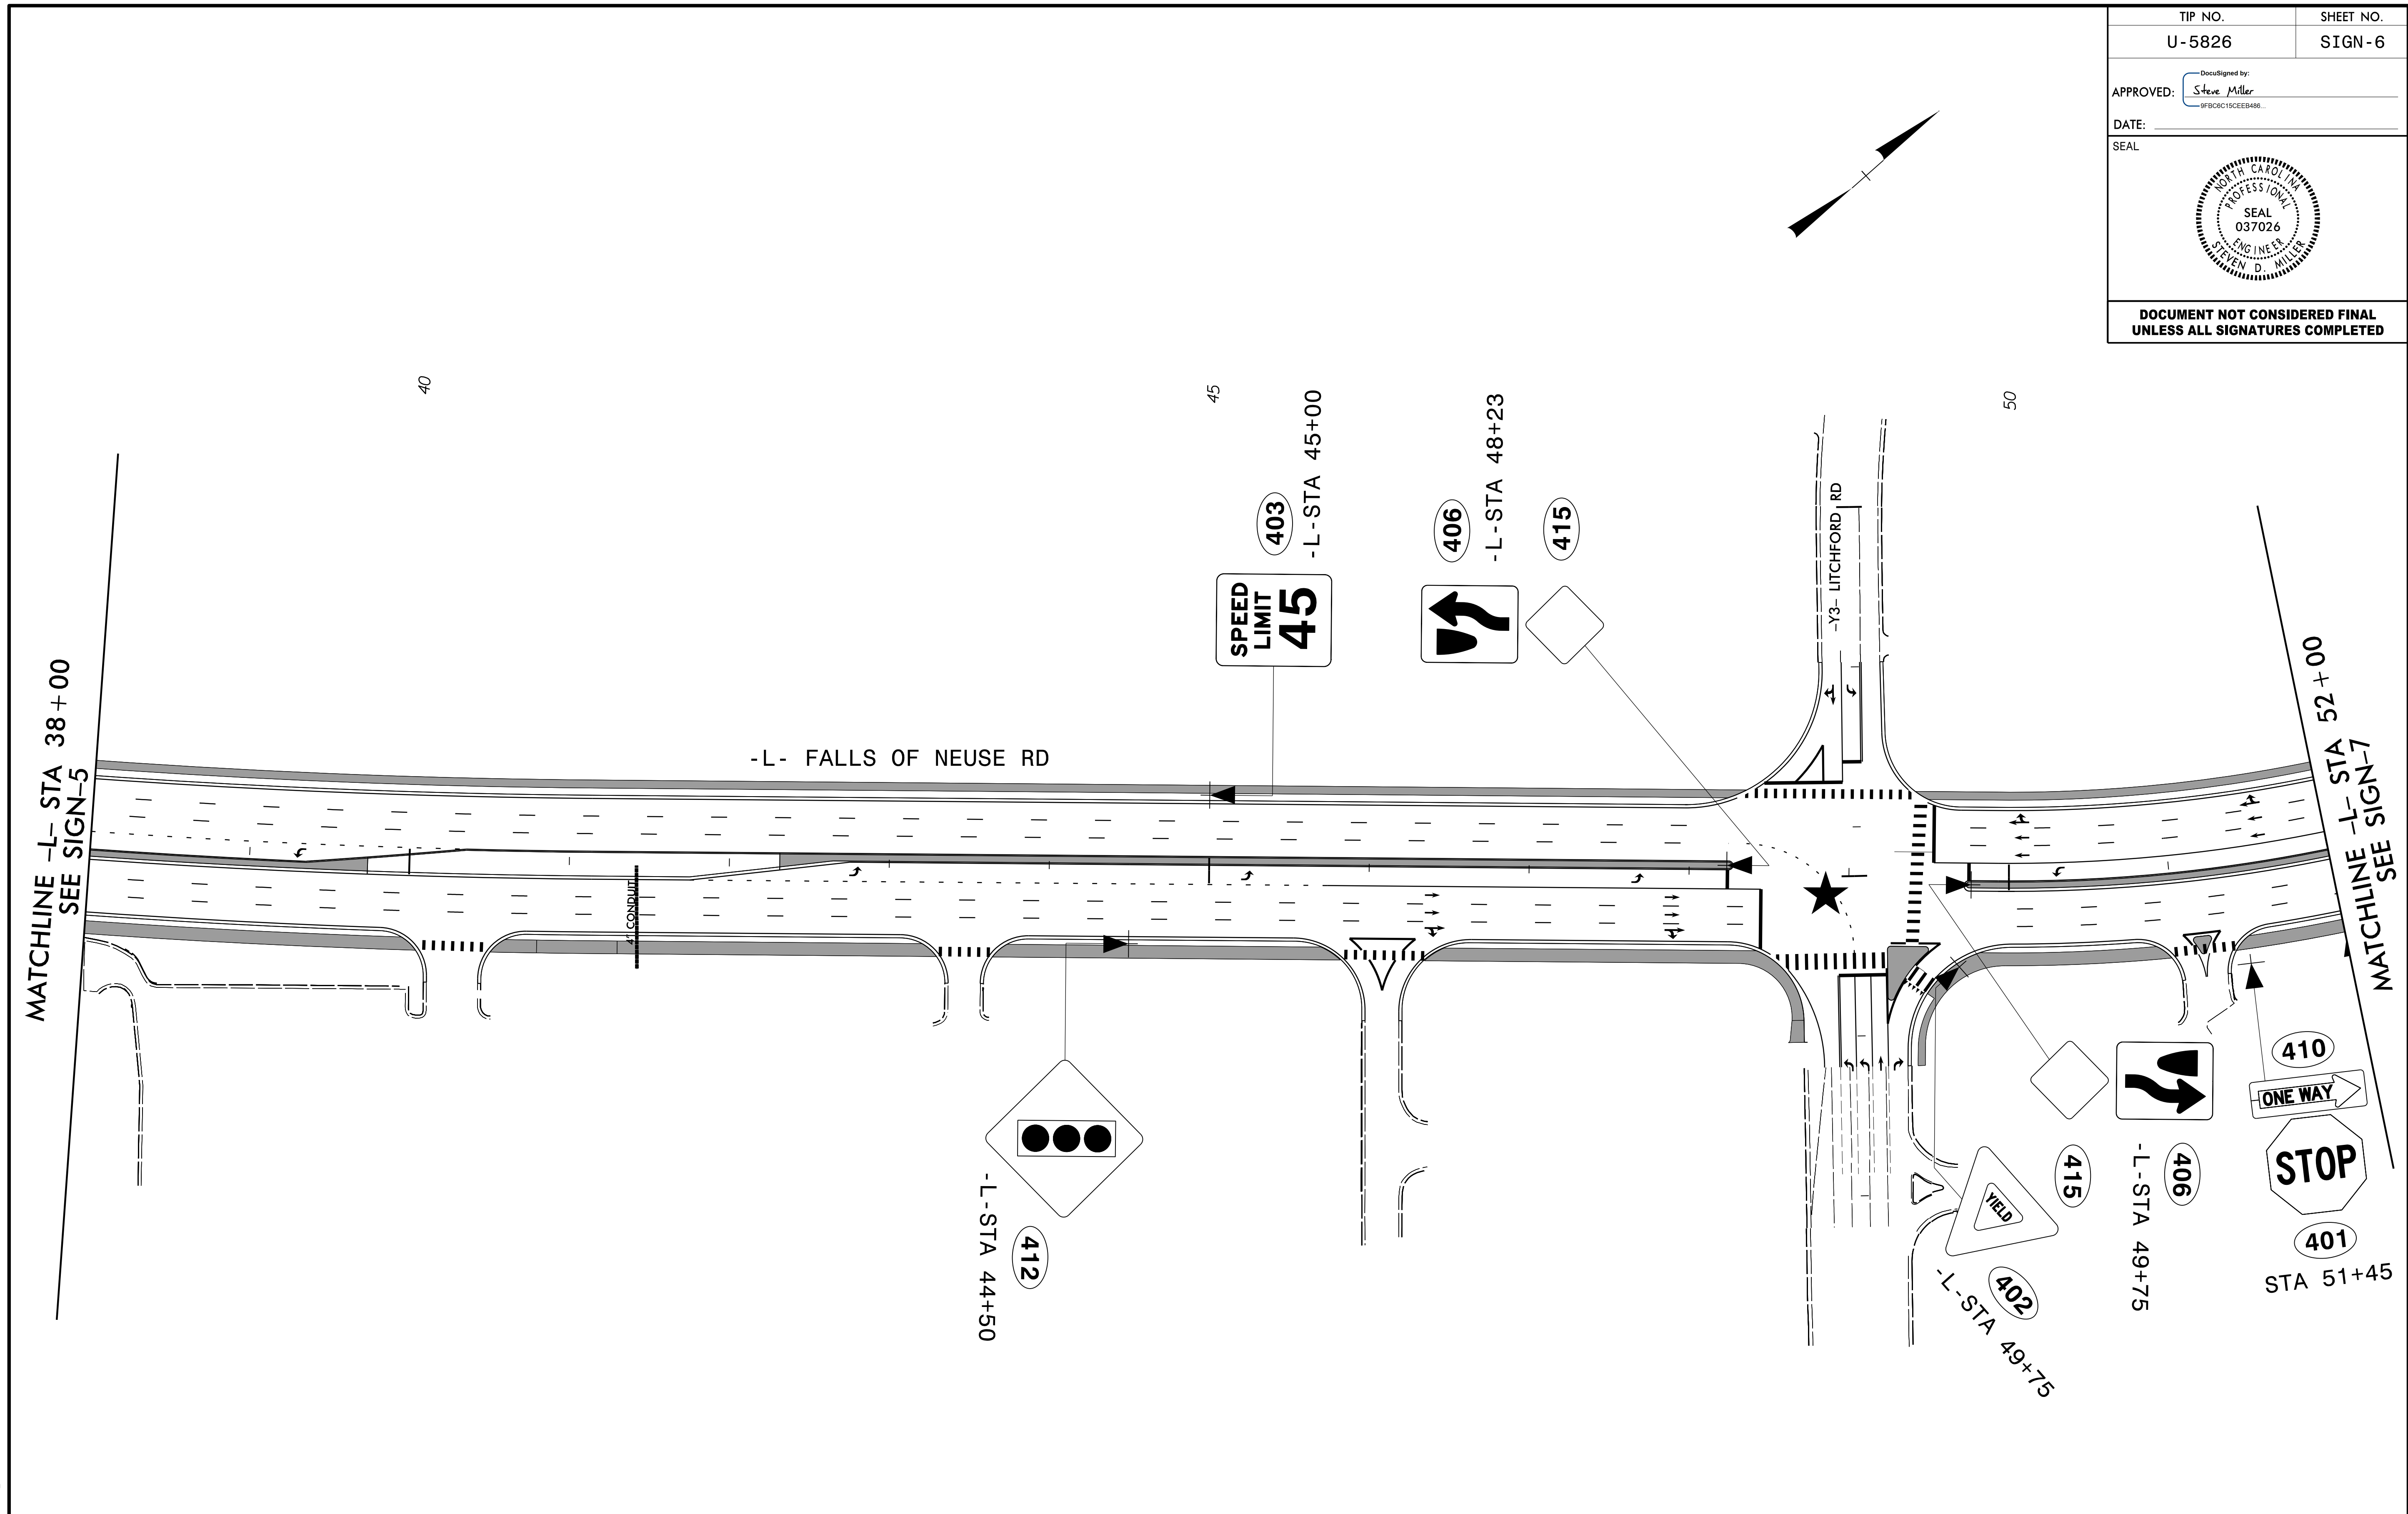 TIP NO.
SHEET NO.
U-5826
SIGN-6
DocuSigned by:
APPROVED:
Steve Miller
9FBC6C15CEEB486...
DATE:
SEAL
NORTH CAROLINA
PROFESSIONAL
SEAL
037026
ENGINEER
STEVEN D. MILLER
DOCUMENT NOT CONSIDERED FINAL
UNLESS ALL SIGNATURES COMPLETED
40
45
50
403
-L-STA 45+00
SPEED
LIMIT
45
406
-L-STA 48+23
415
-Y3- LITCHFORD RD
MATCHLINE -L- STA 38+00
SEE SIGN-5
-L- FALLS OF NEUSE RD
4" CONDUIT
MATCHLINE -L- STA 52+00
SEE SIGN-7
412
-L-STA 44+50
YIELD
402
-L-STA 49+75
415
406
-L-STA 49+75
410
ONE WAY
STOP
401
STA 51+45